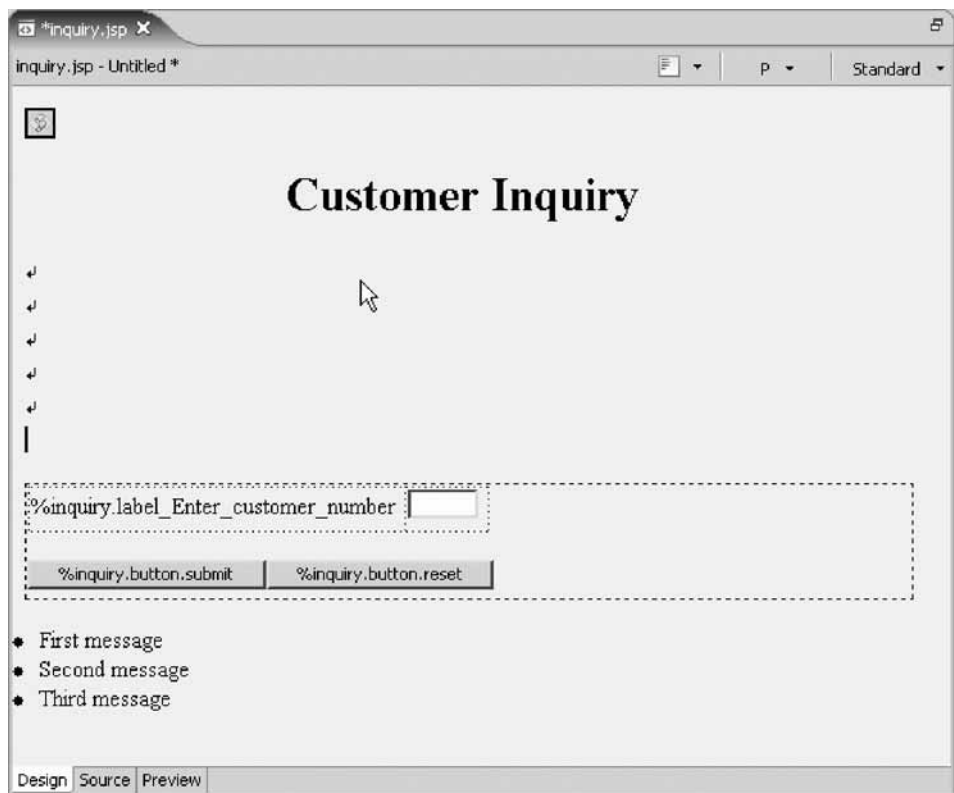 *inquiry.jsp
inquiry.jsp - Untitled *
P
Standard
Customer Inquiry
%inquiry.label_Enter_customer_number
%inquiry.button.submit %inquiry.button.reset
First message
Second message
Third message
Design Source Preview